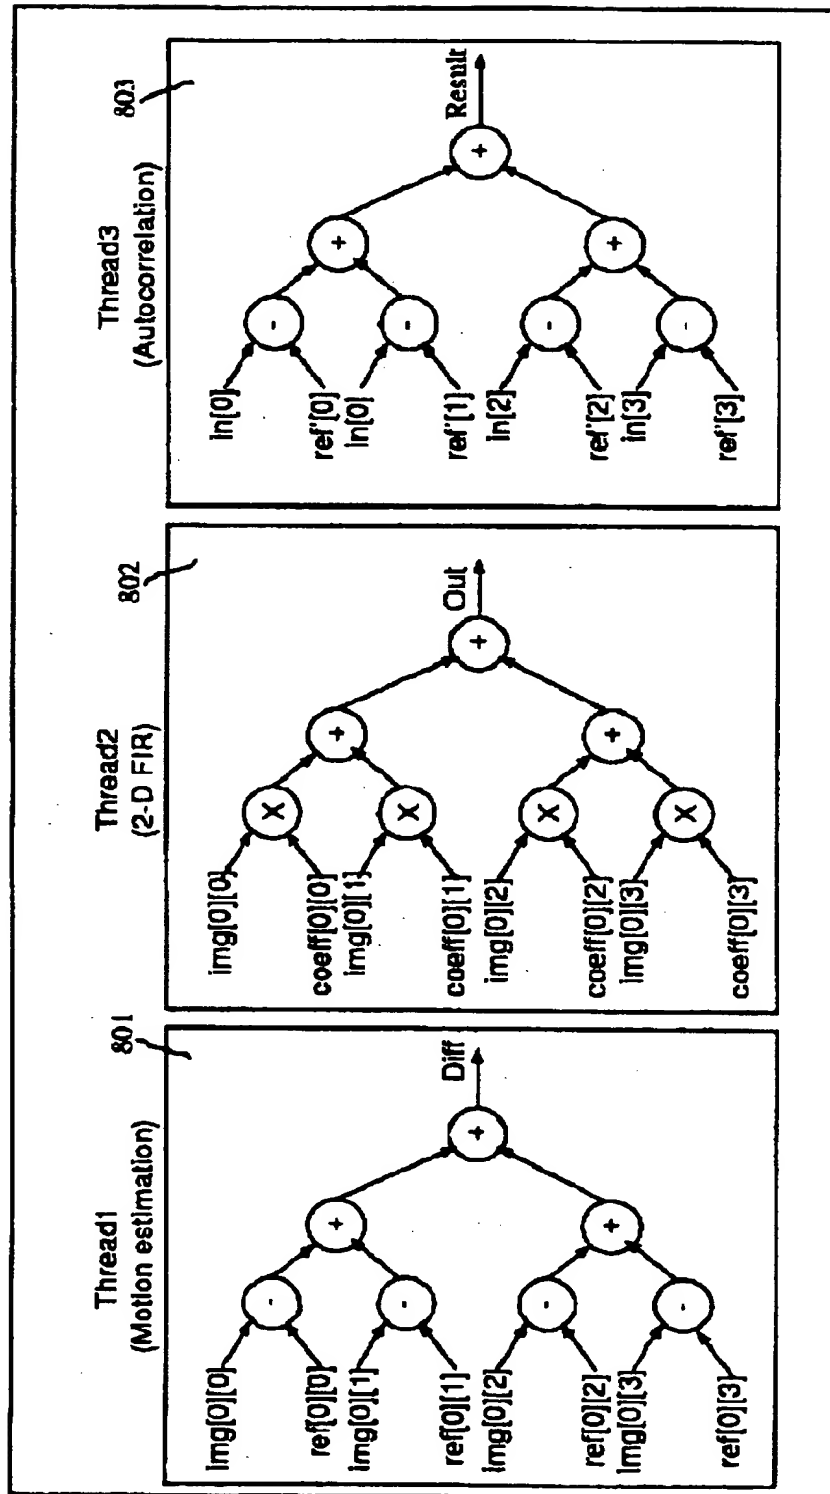 801
Thread1
(Motion estimation)
img[0][0]
ref[0][0]
img[0][1]
ref[0][1]
img[0][2]
ref[0][2]
img[0][3]
ref[0][3]
-
-
-
-
+
+
+
Diff
802
Thread2
(2-D FIR)
img[0][0]
coeff[0][0]
img[0][1]
coeff[0][1]
img[0][2]
coeff[0][2]
img[0][3]
coeff[0][3]
X
X
X
X
+
+
+
Out
803
Thread3
(Autocorrelation)
in[0]
ref'[0]
in[0]
ref'[1]
in[2]
ref'[2]
in[3]
ref'[3]
-
-
-
-
+
+
+
Result